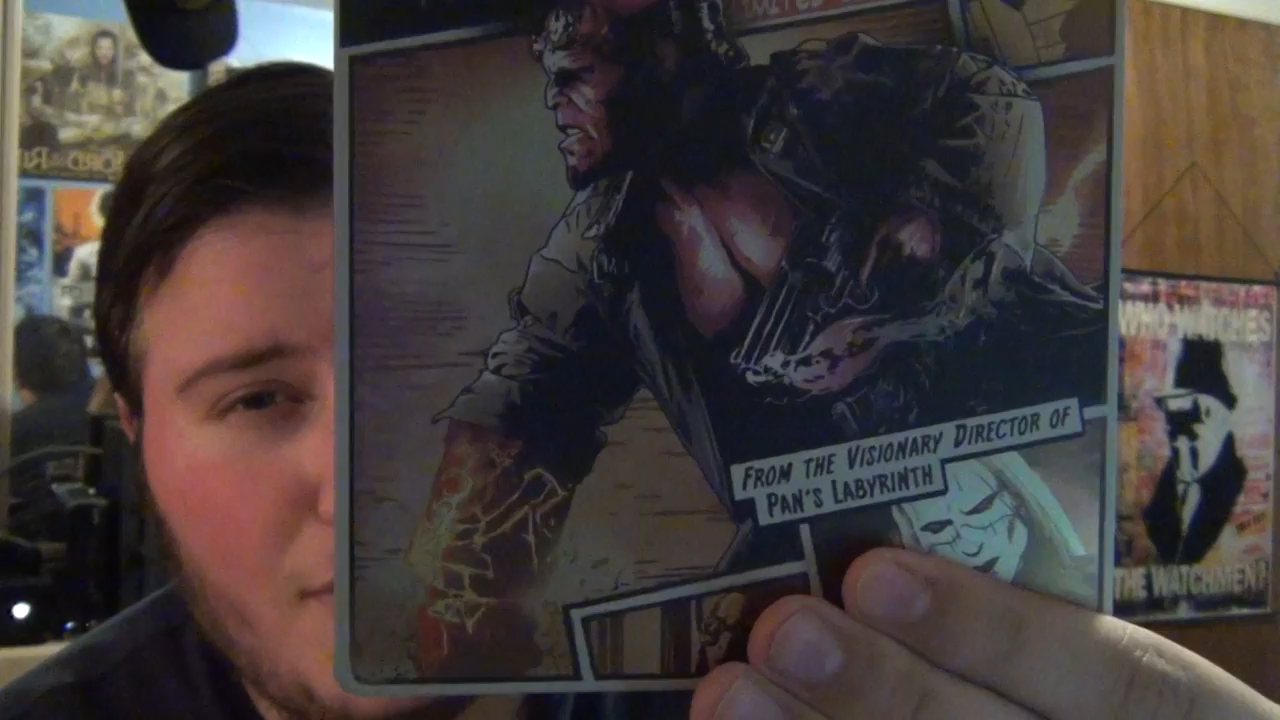 FROM THE VISIONARY DIRECTOR OF
PAN'S LABYRINTH
WHO WATCHES
THE WATCHMEN?